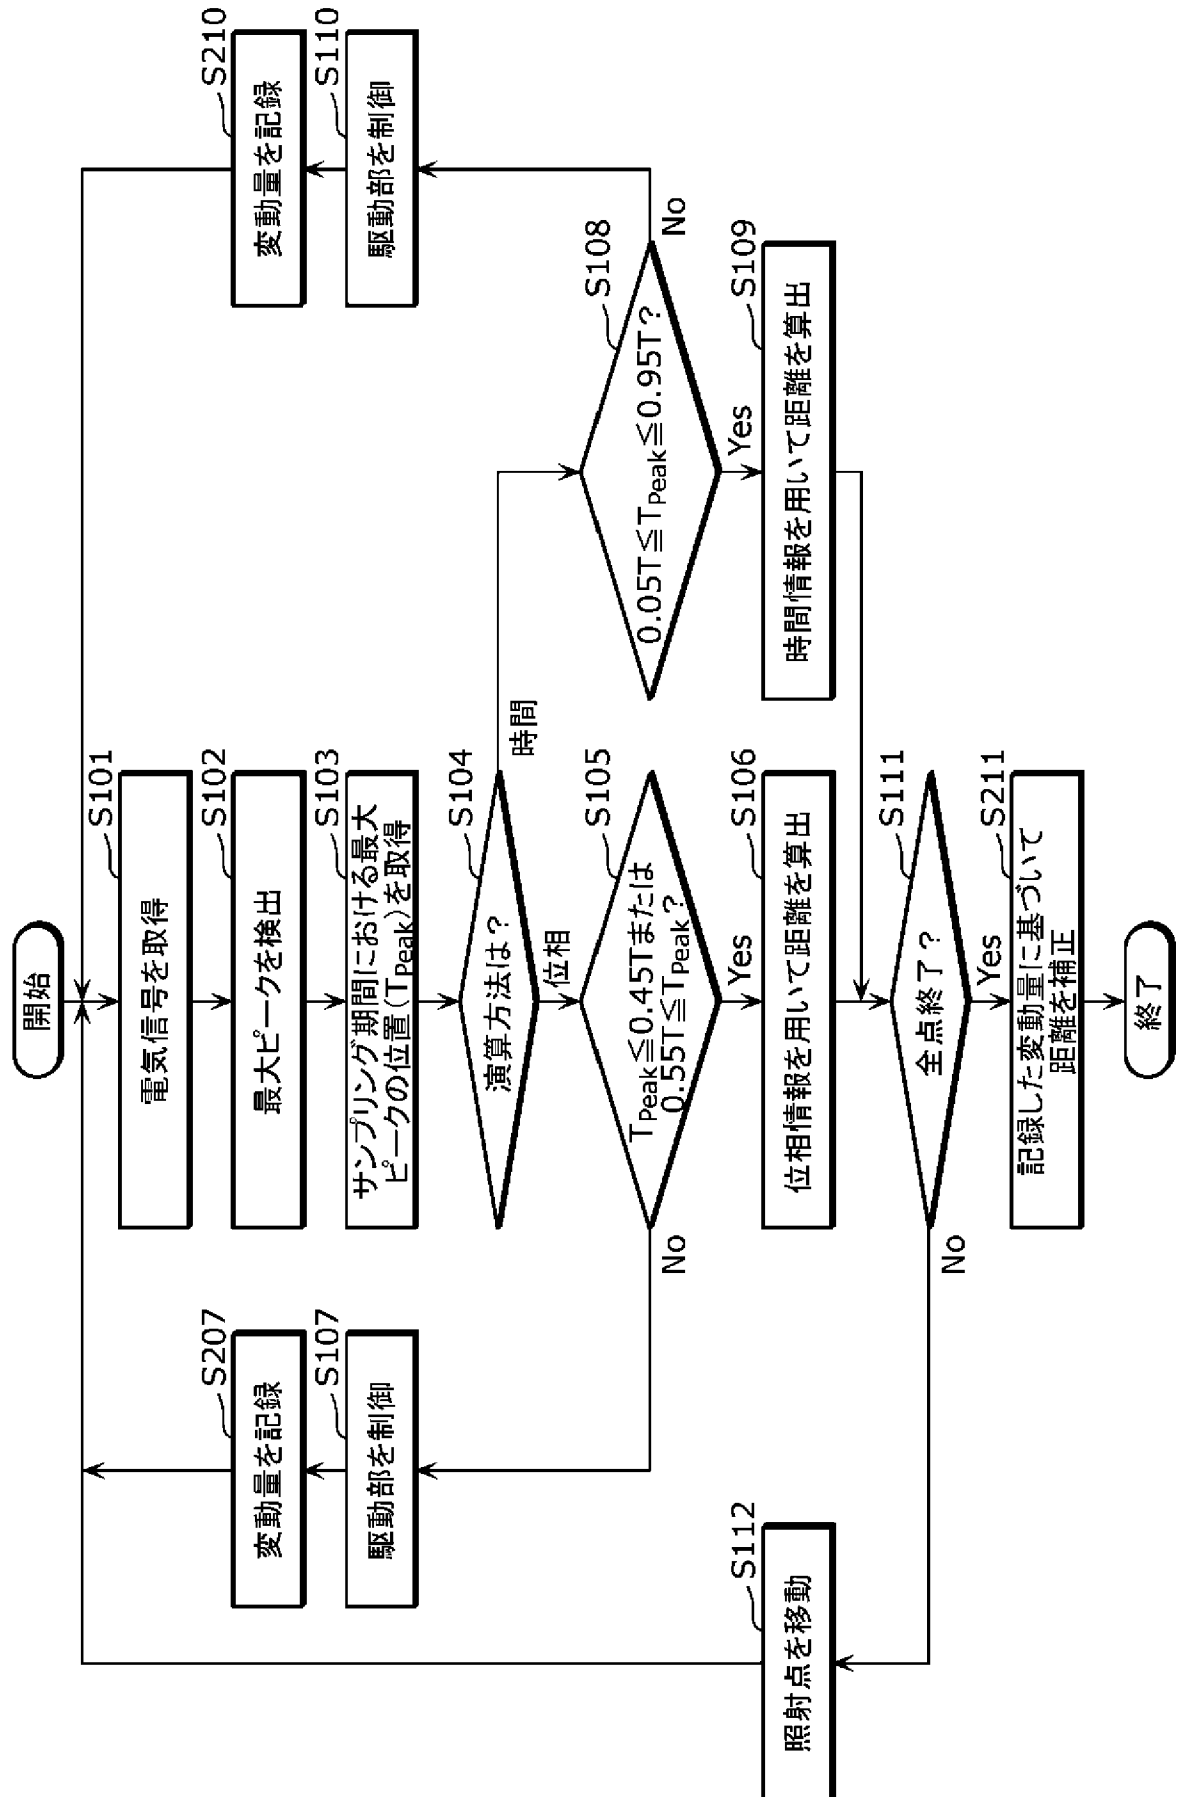 開始
S101
電気信号を取得
S102
最大ピークを検出
S103
サンプリング期間における最大
ピークの位置(TPeak)を取得
S104
演算方法は?
位相
時間
S105
TPeak≦0.45Tまたは
0.55T≦TPeak?
Yes
No
S106
位相情報を用いて距離を算出
S107
駆動部を制御
S207
変動量を記録
S108
0.05T≦TPeak≦0.95T?
Yes
No
S109
時間情報を用いて距離を算出
S110
駆動部を制御
S210
変動量を記録
S111
全点終了?
Yes
No
S112
照射点を移動
S211
記録した変動量に基づいて
距離を補正
終了